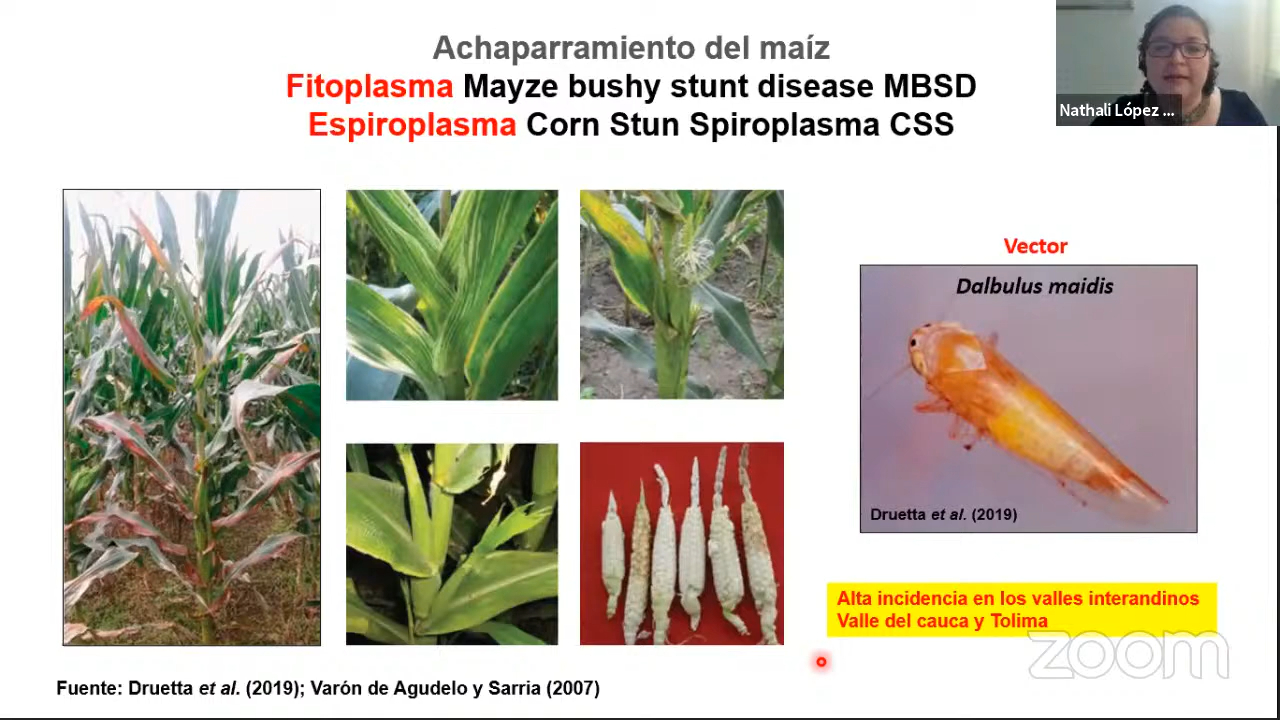 Achaparramiento del maíz
Fitoplasma Mayze bushy stunt disease MBSD
Espiroplasma Corn Stun Spiroplasma CSS
Nathali López ...
Vector
Dalbulus maidis
Druetta et al. (2019)
Alta incidencia en los valles interandinos
Valle del cauca y Tolima
zoom
Fuente: Druetta et al. (2019); Varón de Agudelo y Sarria (2007)